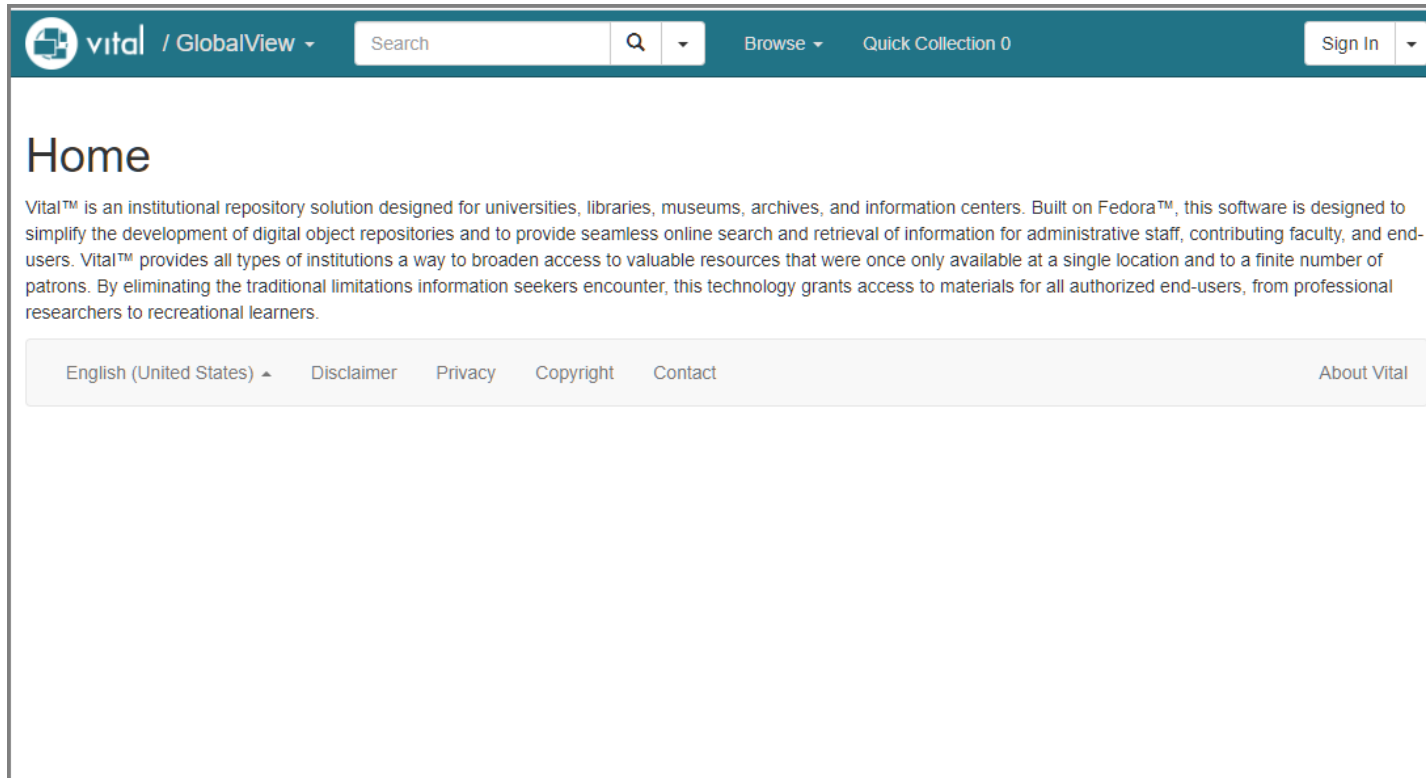 vital / GlobalView Search Browse Quick Collection 0 Sign In
Home
Vital™ is an institutional repository solution designed for universities, libraries, museums, archives, and information centers. Built on Fedora™, this software is designed to
simplify the development of digital object repositories and to provide seamless online search and retrieval of information for administrative staff, contributing faculty, and end-
users. Vital™ provides all types of institutions a way to broaden access to valuable resources that were once only available at a single location and to a finite number of
patrons. By eliminating the traditional limitations information seekers encounter, this technology grants access to materials for all authorized end-users, from professional
researchers to recreational learners.
English (United States) Disclaimer Privacy Copyright Contact About Vital